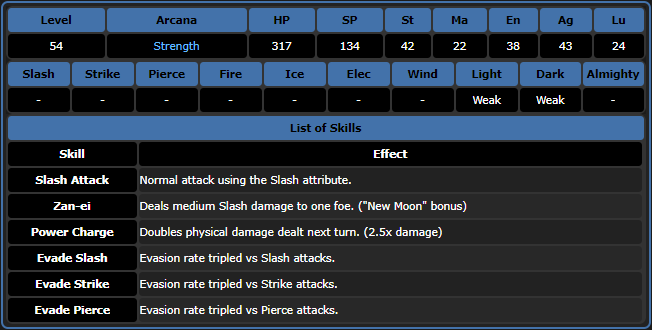 Level Arcana HP SP St Ma En Ag Lu
54 Strength 317 134 42 22 38 43 24
Slash Strike Pierce Fire Ice Elec Wind Light Dark Almighty
- - - - - - - Weak Weak -
List of Skills
Skill Effect
Slash Attack Normal attack using the Slash attribute.
Zan-ei Deals medium Slash damage to one foe. ("New Moon" bonus)
Power Charge Doubles physical damage dealt next turn. (2.5x damage)
Evade Slash Evasion rate tripled vs Slash attacks.
Evade Strike Evasion rate tripled vs Strike attacks.
Evade Pierce Evasion rate tripled vs Pierce attacks.